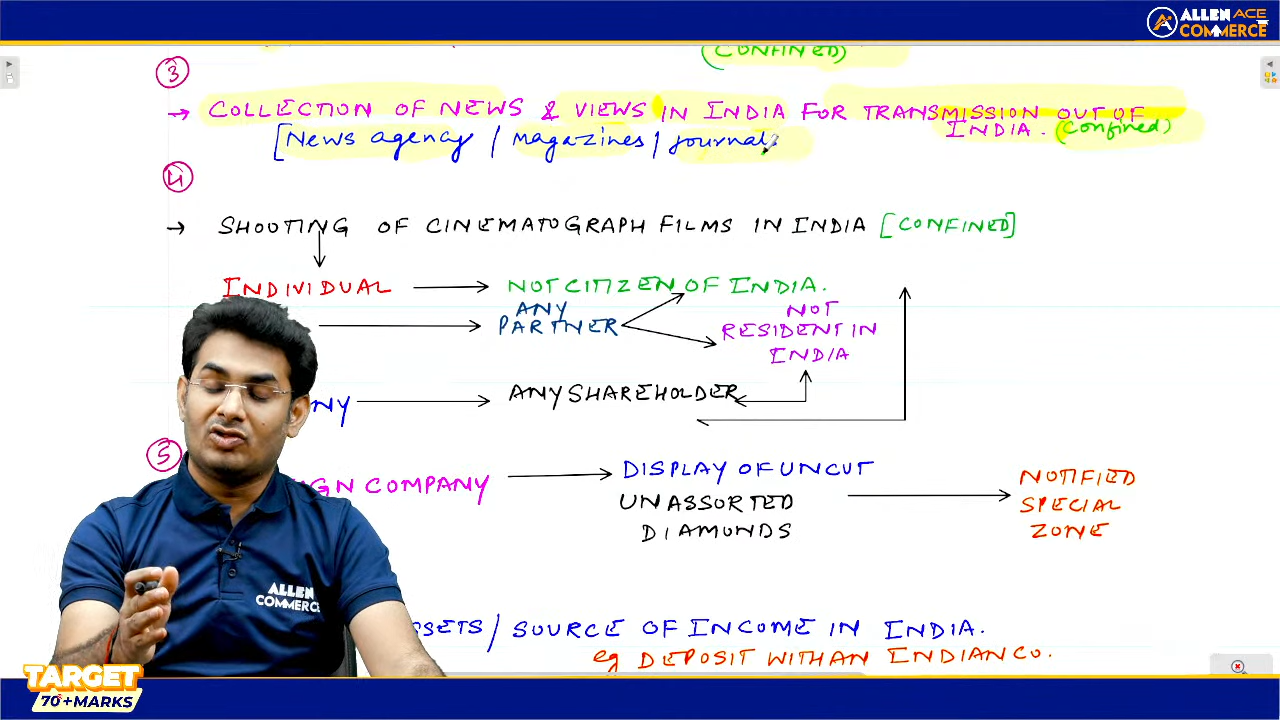 ALLEN ACE
COMMERCE
(CONFINED)
③
→ COLLECTION OF NEWS & VIEWS IN INDIA FOR TRANSMISSION OUT OF
INDIA. (confined)
[News agency / magazines / journals
④
→ SHOOTING OF CINEMATOGRAPH FILMS IN INDIA [CONFINED]
INDIVIDUAL → NOT CITIZEN OF INDIA.
ANY
PARTNER
NOT
RESIDENT IN
INDIA
NY → ANY SHAREHOLDER
⑤
IGN COMPANY → DISPLAY OF UNCUT
UNASSORTED
DIAMONDS
NOTIFIED
SPECIAL
ZONE
ALLEN
COMMERCE
SSETS / SOURCE OF INCOME IN INDIA.
eg DEPOSIT WITH AN INDIAN CO.
TARGET
70+MARKS